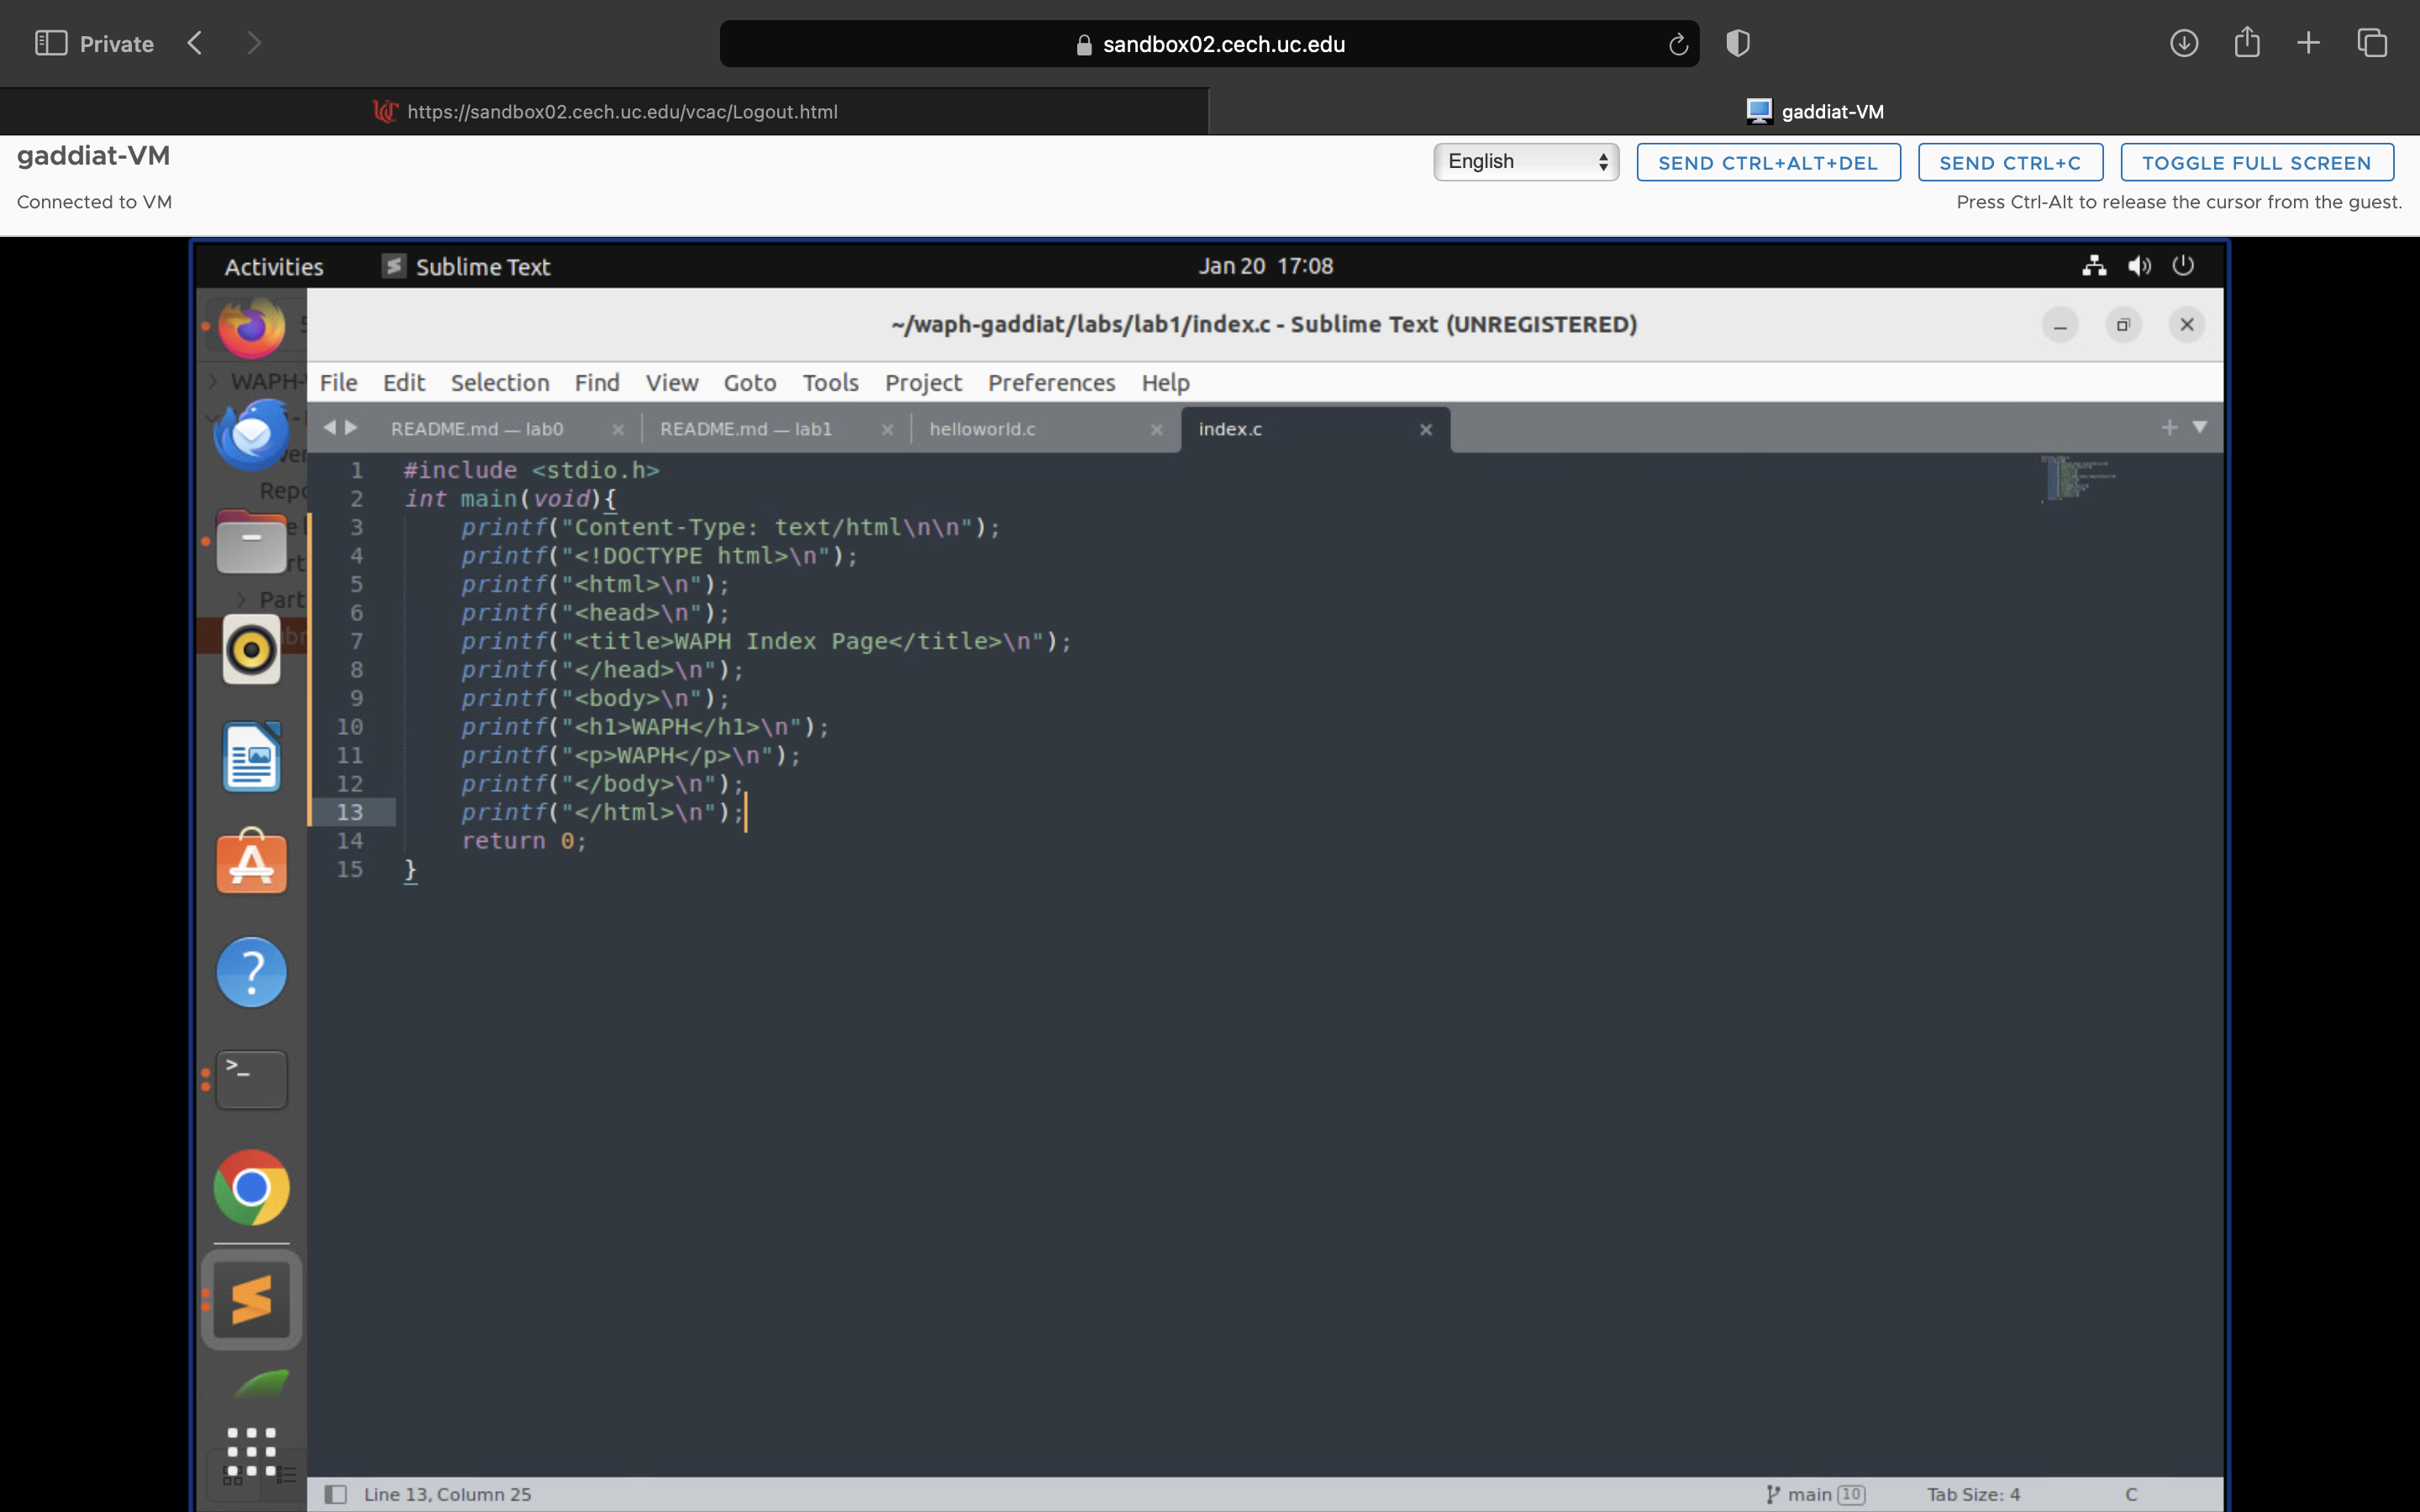 Private
sandbox02.cech.uc.edu
https://sandbox02.cech.uc.edu/vcac/Logout.html
gaddiat-VM
gaddiat-VM
English
SEND CTRL+ALT+DEL
SEND CTRL+C
TOGGLE FULL SCREEN
Connected to VM
Press Ctrl-Alt to release the cursor from the guest.
Activities
Sublime Text
Jan 20 17:08
~/waph-gaddiat/labs/lab1/index.c - Sublime Text (UNREGISTERED)
File Edit Selection Find View Goto Tools Project Preferences Help
README.md — lab0
README.md — lab1
helloworld.c
index.c
1 #include <stdio.h>
2 int main(void){
3 printf("Content-Type: text/html\n\n");
4 printf("<!DOCTYPE html>\n");
5 printf("<html>\n");
6 printf("<head>\n");
7 printf("<title>WAPH Index Page</title>\n");
8 printf("</head>\n");
9 printf("<body>\n");
10 printf("<h1>WAPH</h1>\n");
11 printf("<p>WAPH</p>\n");
12 printf("</body>\n");
13 printf("</html>\n");
14 return 0;
15 }
WAPH-
Repo
Part
Line 13, Column 25
main 10
Tab Size: 4
C